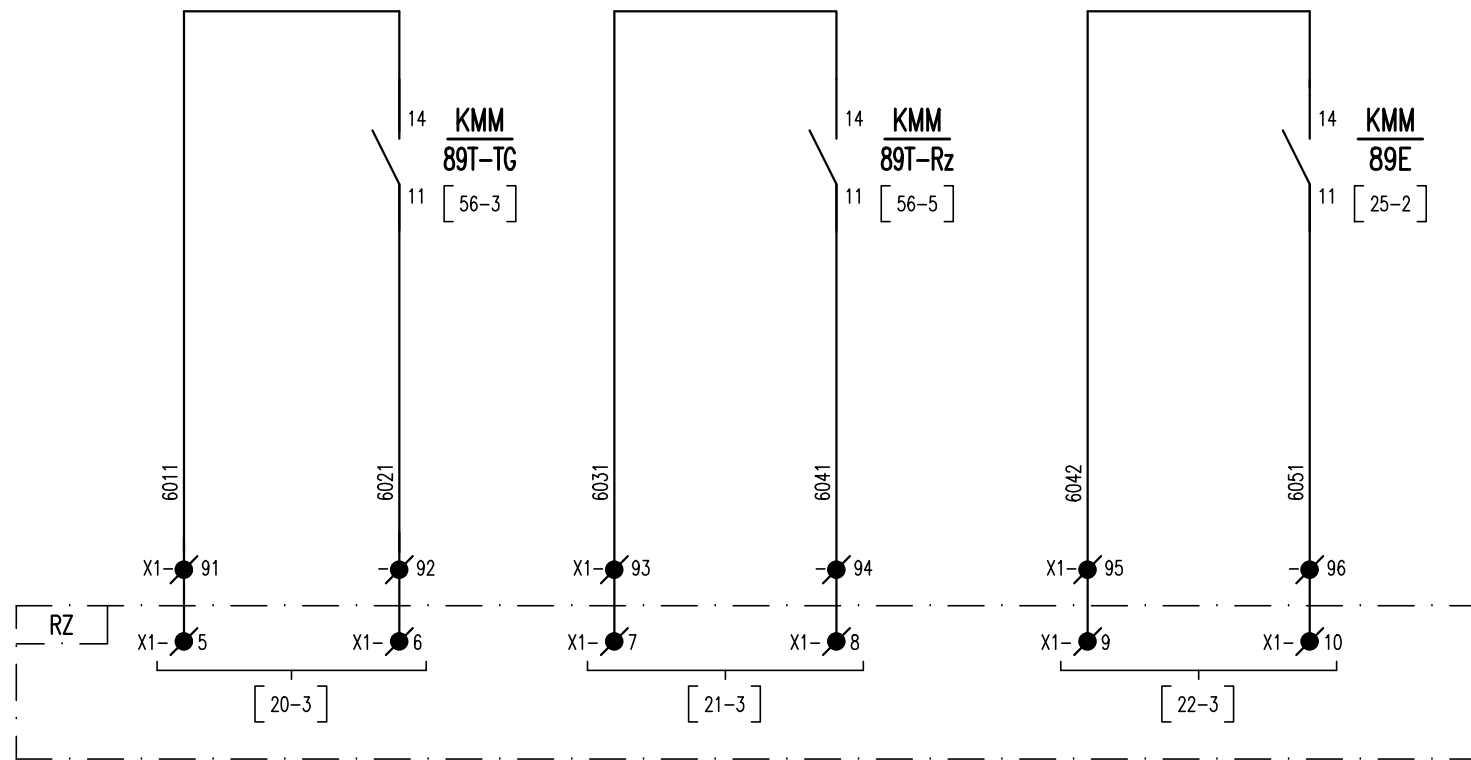 14 KMM 14 KMM 14 KMM
89T-TG 89T-Rz 89E
11 [56-3] 11 [56-5] 11 [25-2]
6011 6021 6031 6041 6042 6051
X1- 91 - 92 X1- 93 - 94 X1- 95 - 96
RZ
X1- 5 X1- 6 X1- 7 X1- 8 X1- 9 X1- 10
[20-3] [21-3] [22-3]